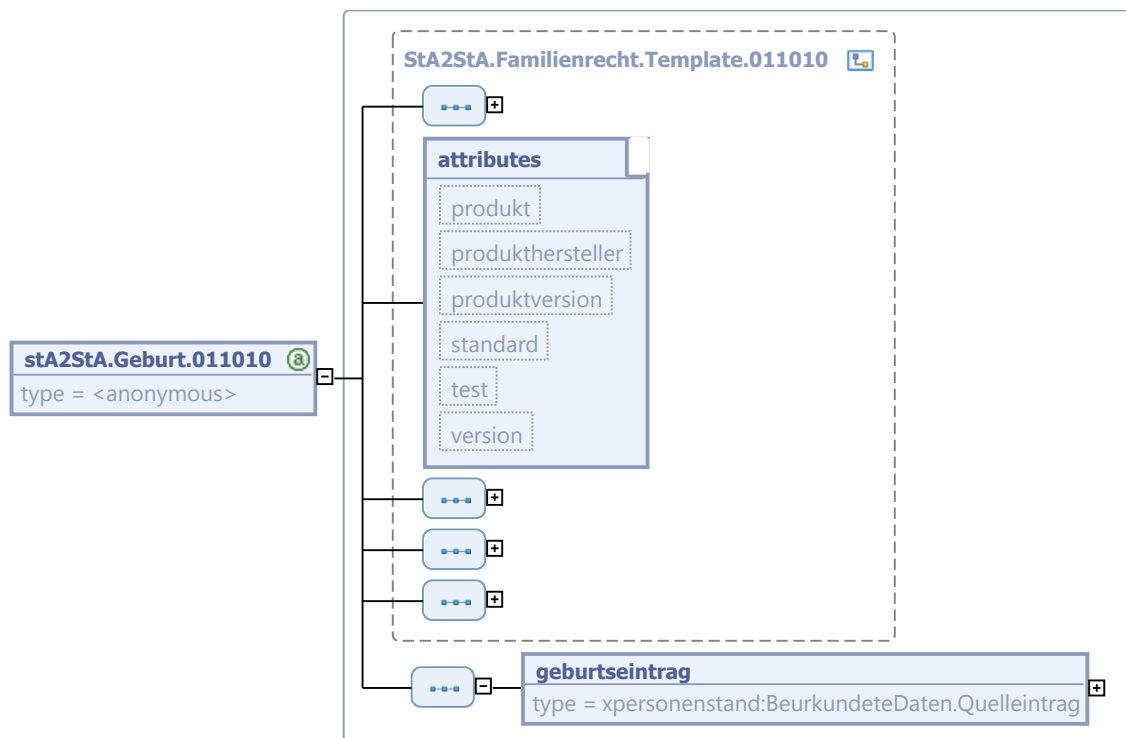 StA2StA.Familienrecht.Template.011010
attributes
produkt
produkthersteller
produktversion
standard
test
version
stA2StA.Geburt.011010 a
type = <anonymous>
geburtseintrag
type = xpersonenstand:BeurkundeteDaten.Quelleintrag